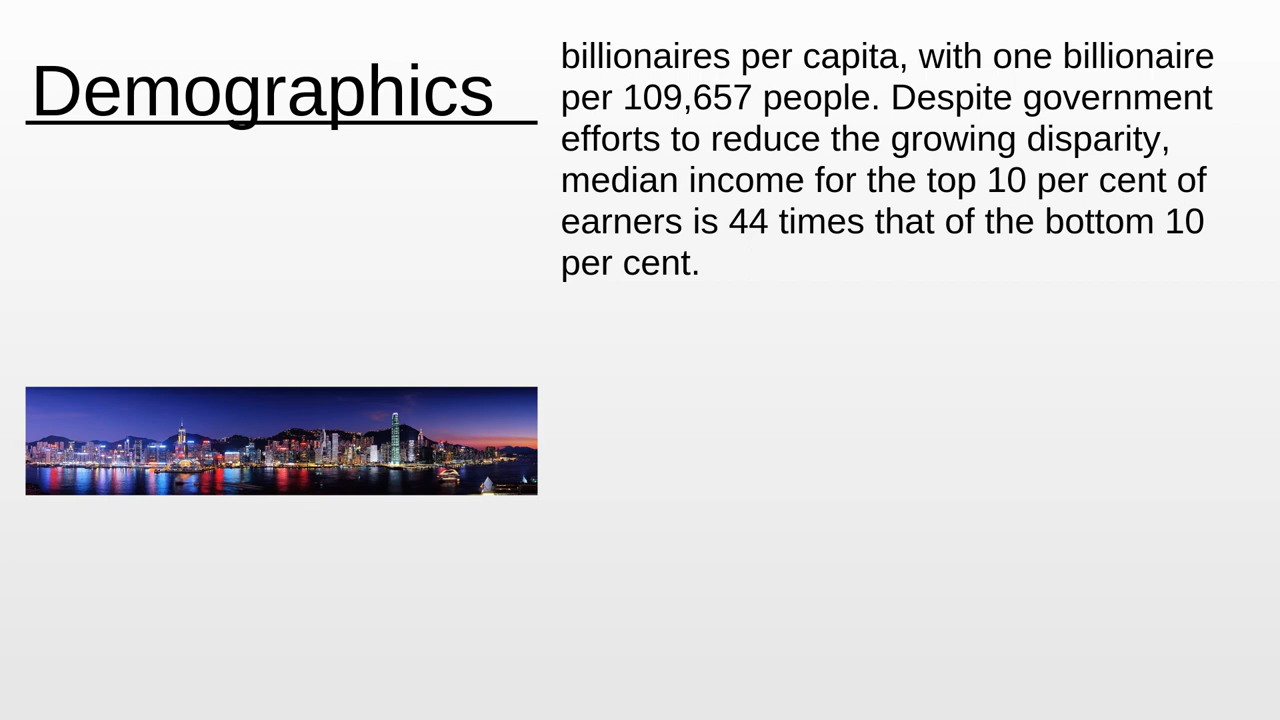 Demographics
billionaires per capita, with one billionaire
per 109,657 people. Despite government
efforts to reduce the growing disparity,
median income for the top 10 per cent of
earners is 44 times that of the bottom 10
per cent.